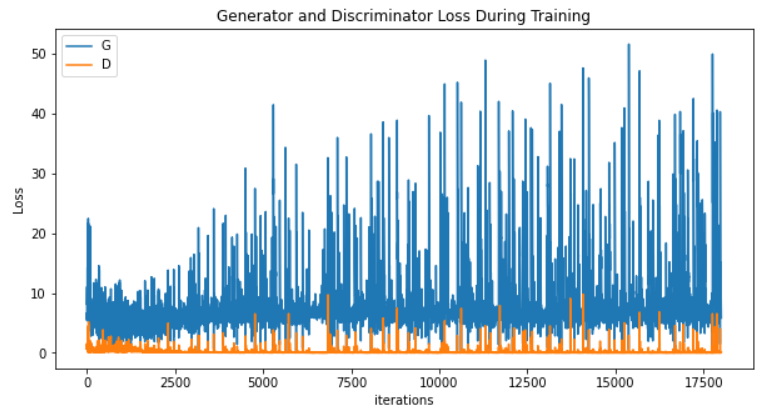 Generator and Discriminator Loss During Training
G
D
50
40
30
20
10
0
Loss
0
2500
5000
7500
10000
12500
15000
17500
iterations